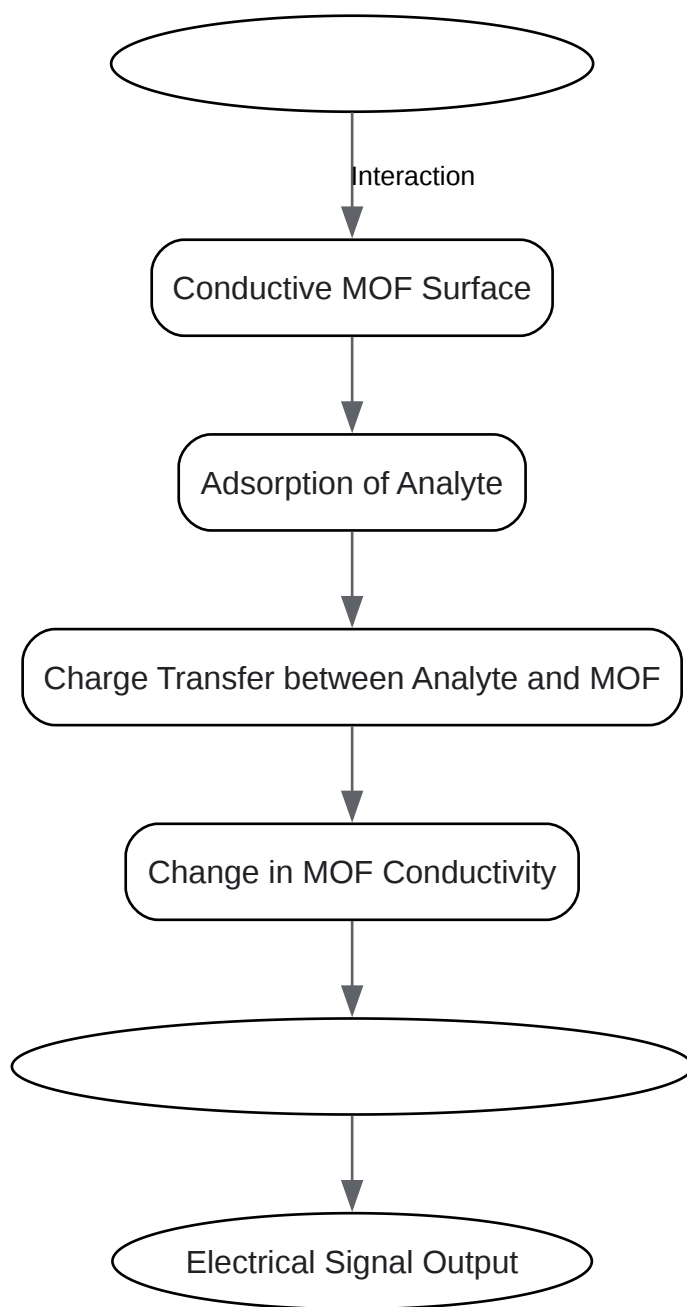 Interaction
Conductive MOF Surface
Adsorption of Analyte
Charge Transfer between Analyte and MOF
Change in MOF Conductivity
Electrical Signal Output